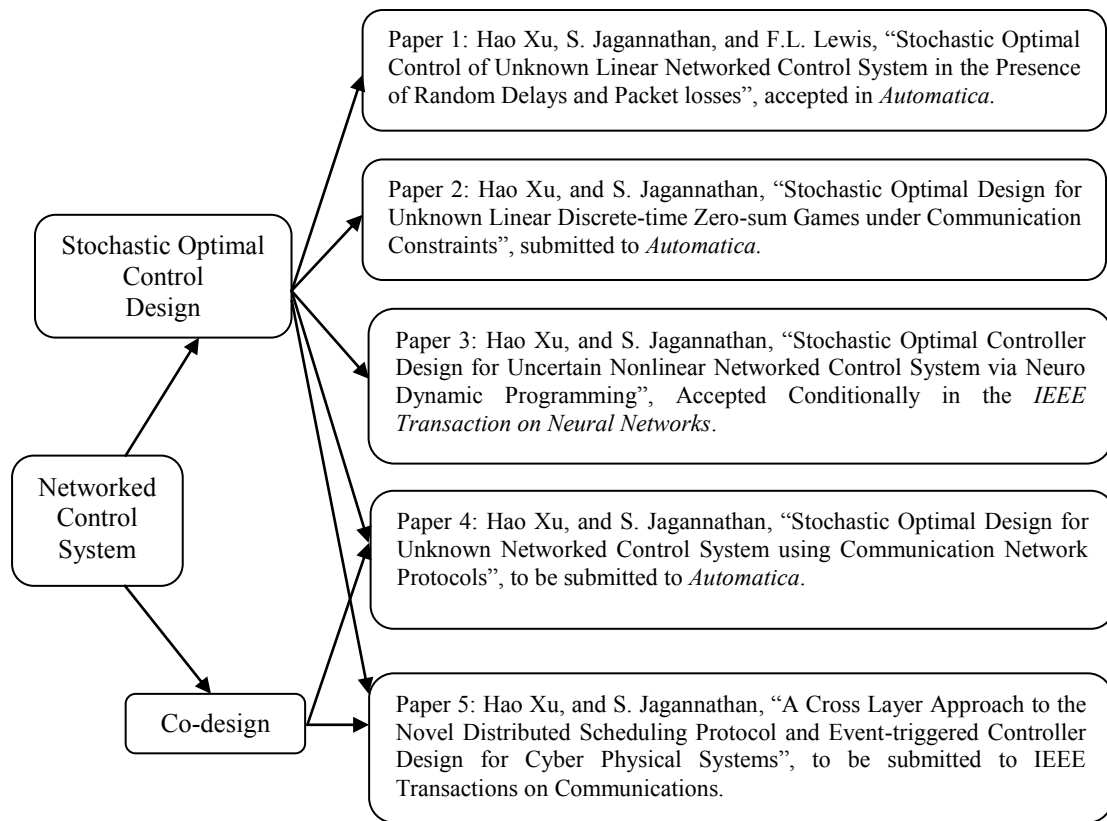 Paper 1: Hao Xu, S. Jagannathan, and F.L. Lewis, “Stochastic Optimal
Control of Unknown Linear Networked Control System in the Presence
of Random Delays and Packet losses”, accepted in Automatica.
Paper 2: Hao Xu, and S. Jagannathan, “Stochastic Optimal Design for
Unknown Linear Discrete-time Zero-sum Games under Communication
Constraints”, submitted to Automatica.
Stochastic Optimal
Control
Design
Paper 3: Hao Xu, and S. Jagannathan, “Stochastic Optimal Controller
Design for Uncertain Nonlinear Networked Control System via Neuro
Dynamic Programming”, Accepted Conditionally in the IEEE
Transaction on Neural Networks.
Networked
Control
System
Paper 4: Hao Xu, and S. Jagannathan, “Stochastic Optimal Design for
Unknown Networked Control System using Communication Network
Protocols”, to be submitted to Automatica.
Co-design
Paper 5: Hao Xu, and S. Jagannathan, “A Cross Layer Approach to the
Novel Distributed Scheduling Protocol and Event-triggered Controller
Design for Cyber Physical Systems”, to be submitted to IEEE
Transactions on Communications.